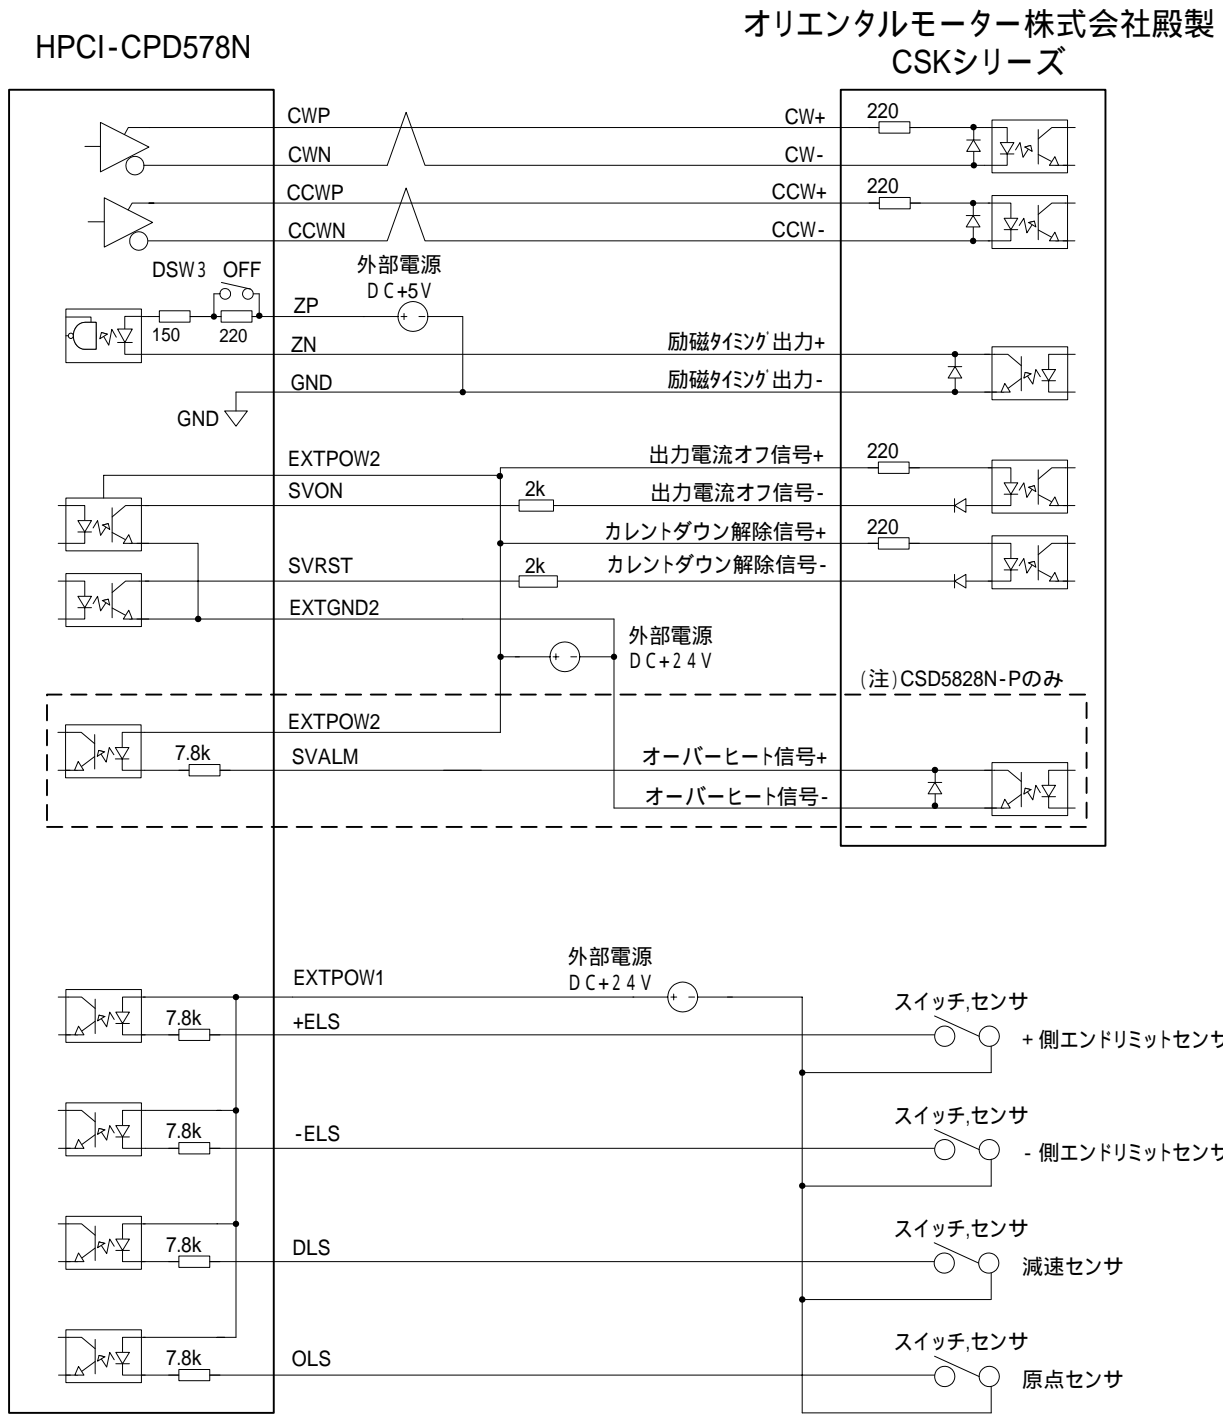 オリエンタルモーター株式会社殿製
HPCI-CPD578N
CSKシリーズ
CWP
CW+
220
CWN
CW-
CCWP
CCW+
220
CCWN
CCW-
DSW3 OFF
外部電源
DC+5V
ZP
150
220
ZN
励磁タイミング出力+
GND
励磁タイミング出力-
GND
EXTPOW2
出力電流オフ信号+
220
SVON
2k
出力電流オフ信号-
カレントダウン解除信号+
220
SVRST
2k
カレントダウン解除信号-
EXTGND2
外部電源
DC+24V
(注)CSD5828N-Pのみ
EXTPOW2
7.8k
SVALM
オーバーヒート信号+
オーバーヒート信号-
外部電源
DC+24V
EXTPOW1
スイッチ,センサ
7.8k
+ELS
+側エンドリミットセンサ
スイッチ,センサ
7.8k
-ELS
-側エンドリミットセンサ
スイッチ,センサ
7.8k
DLS
減速センサ
スイッチ,センサ
7.8k
OLS
原点センサ